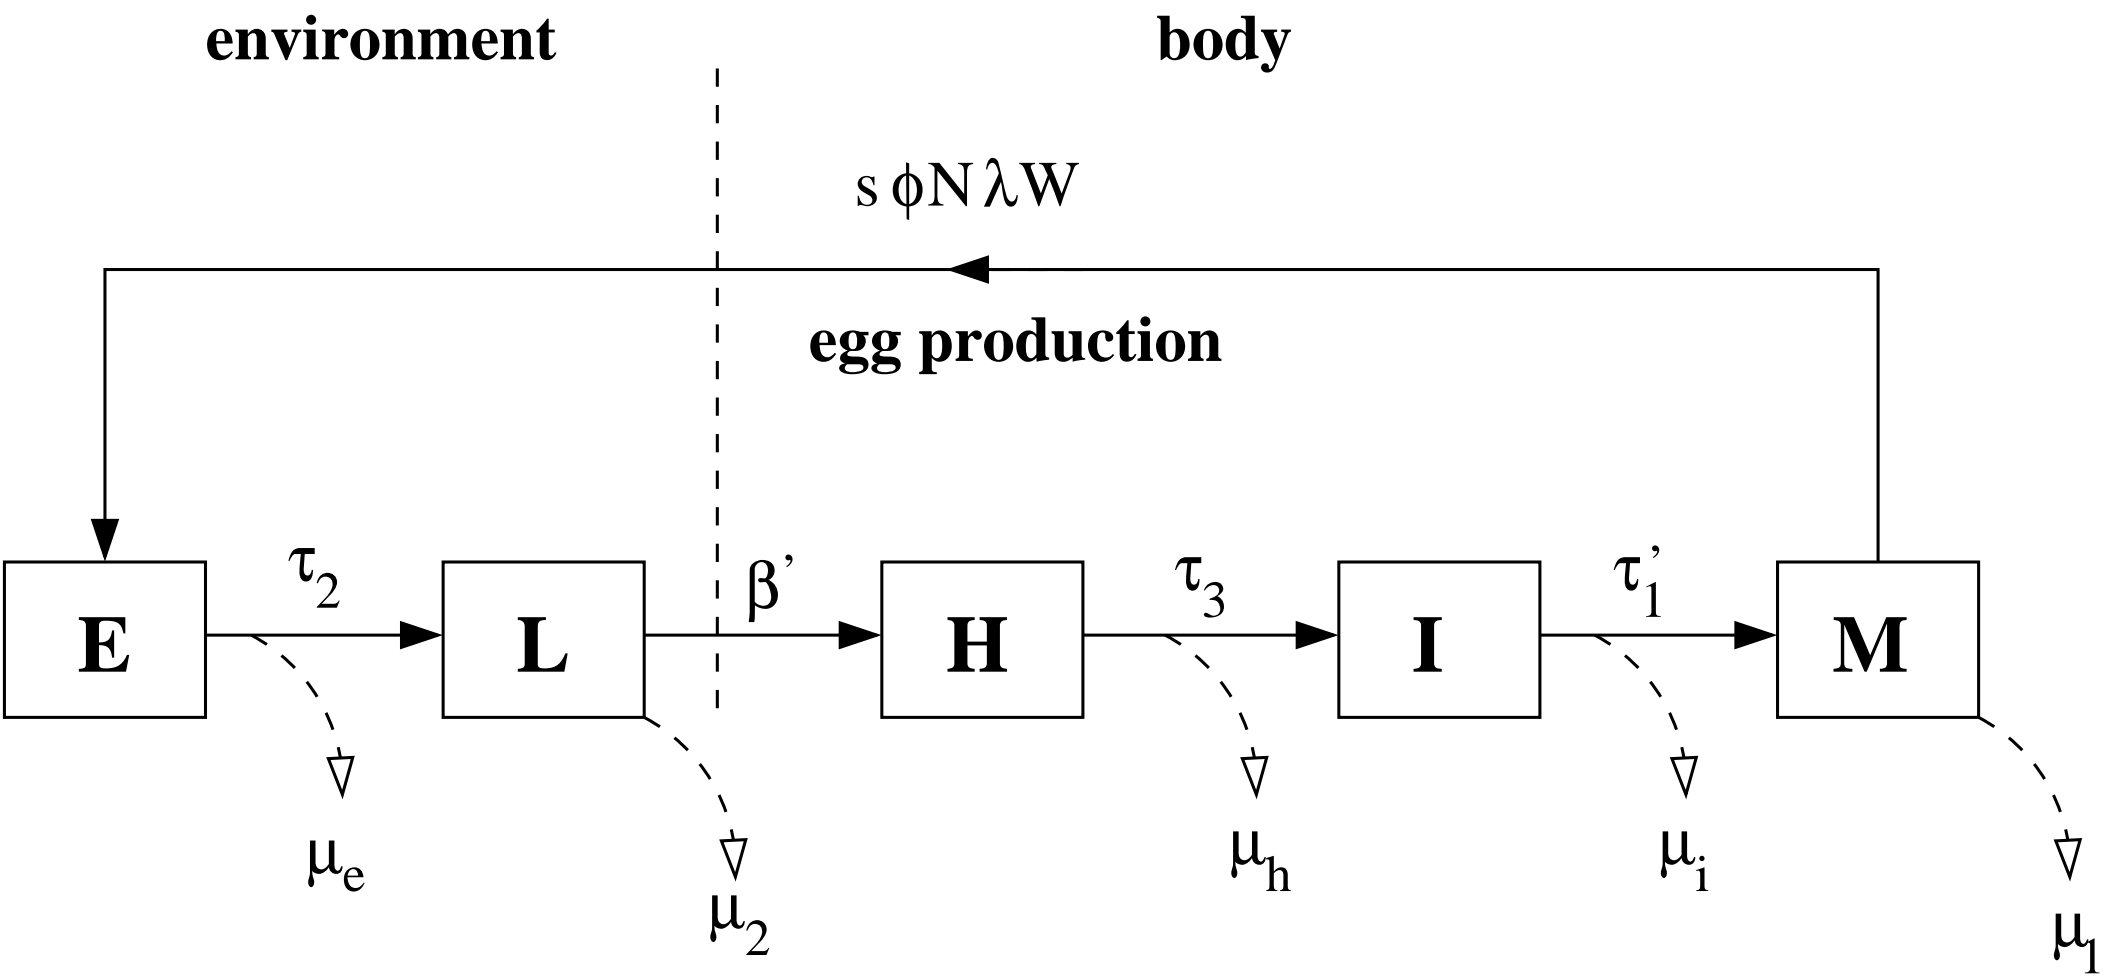 environment body
s ϕN λW
egg production
τ2 β’ τ3 τ1’
E L H I M
μe μ2 μh μi μ1